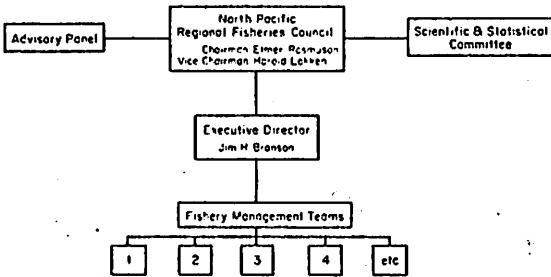 North Pacific
Regional Fisheries Council
Chairman Elmer Rasmuson
Vice Chairman Harold Lokken
Advisory Panel
Scientific & Statistical
Committee
Executive Director
Jim H Branson
Fishery Management Teams
1
2
3
4
etc